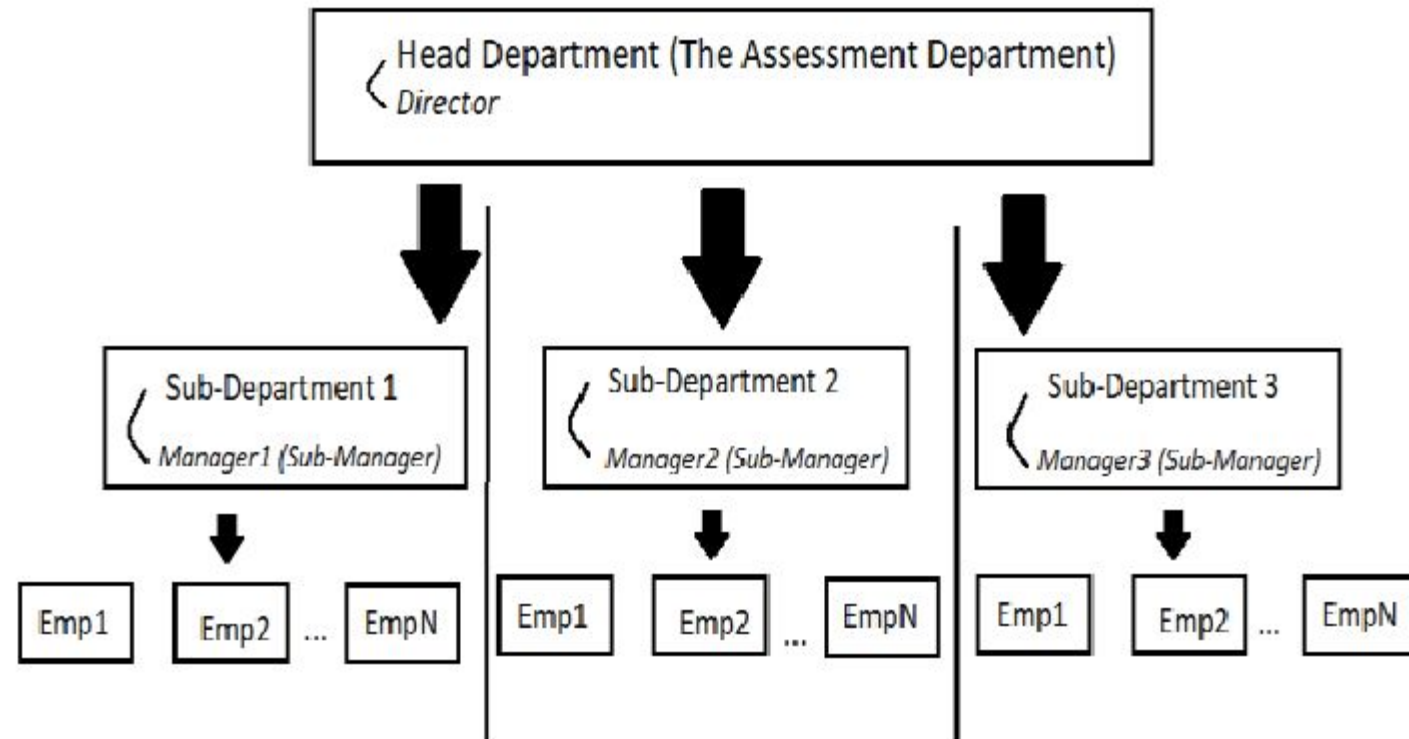 Head Department (The Assessment Department)
Director
Sub-Department 1
Manager1 (Sub-Manager)
Sub-Department 2
Manager2 (Sub-Manager)
Sub-Department 3
Manager3 (Sub-Manager)
Emp1
Emp2
...
EmpN
Emp1
Emp2
...
EmpN
Emp1
Emp2
...
EmpN